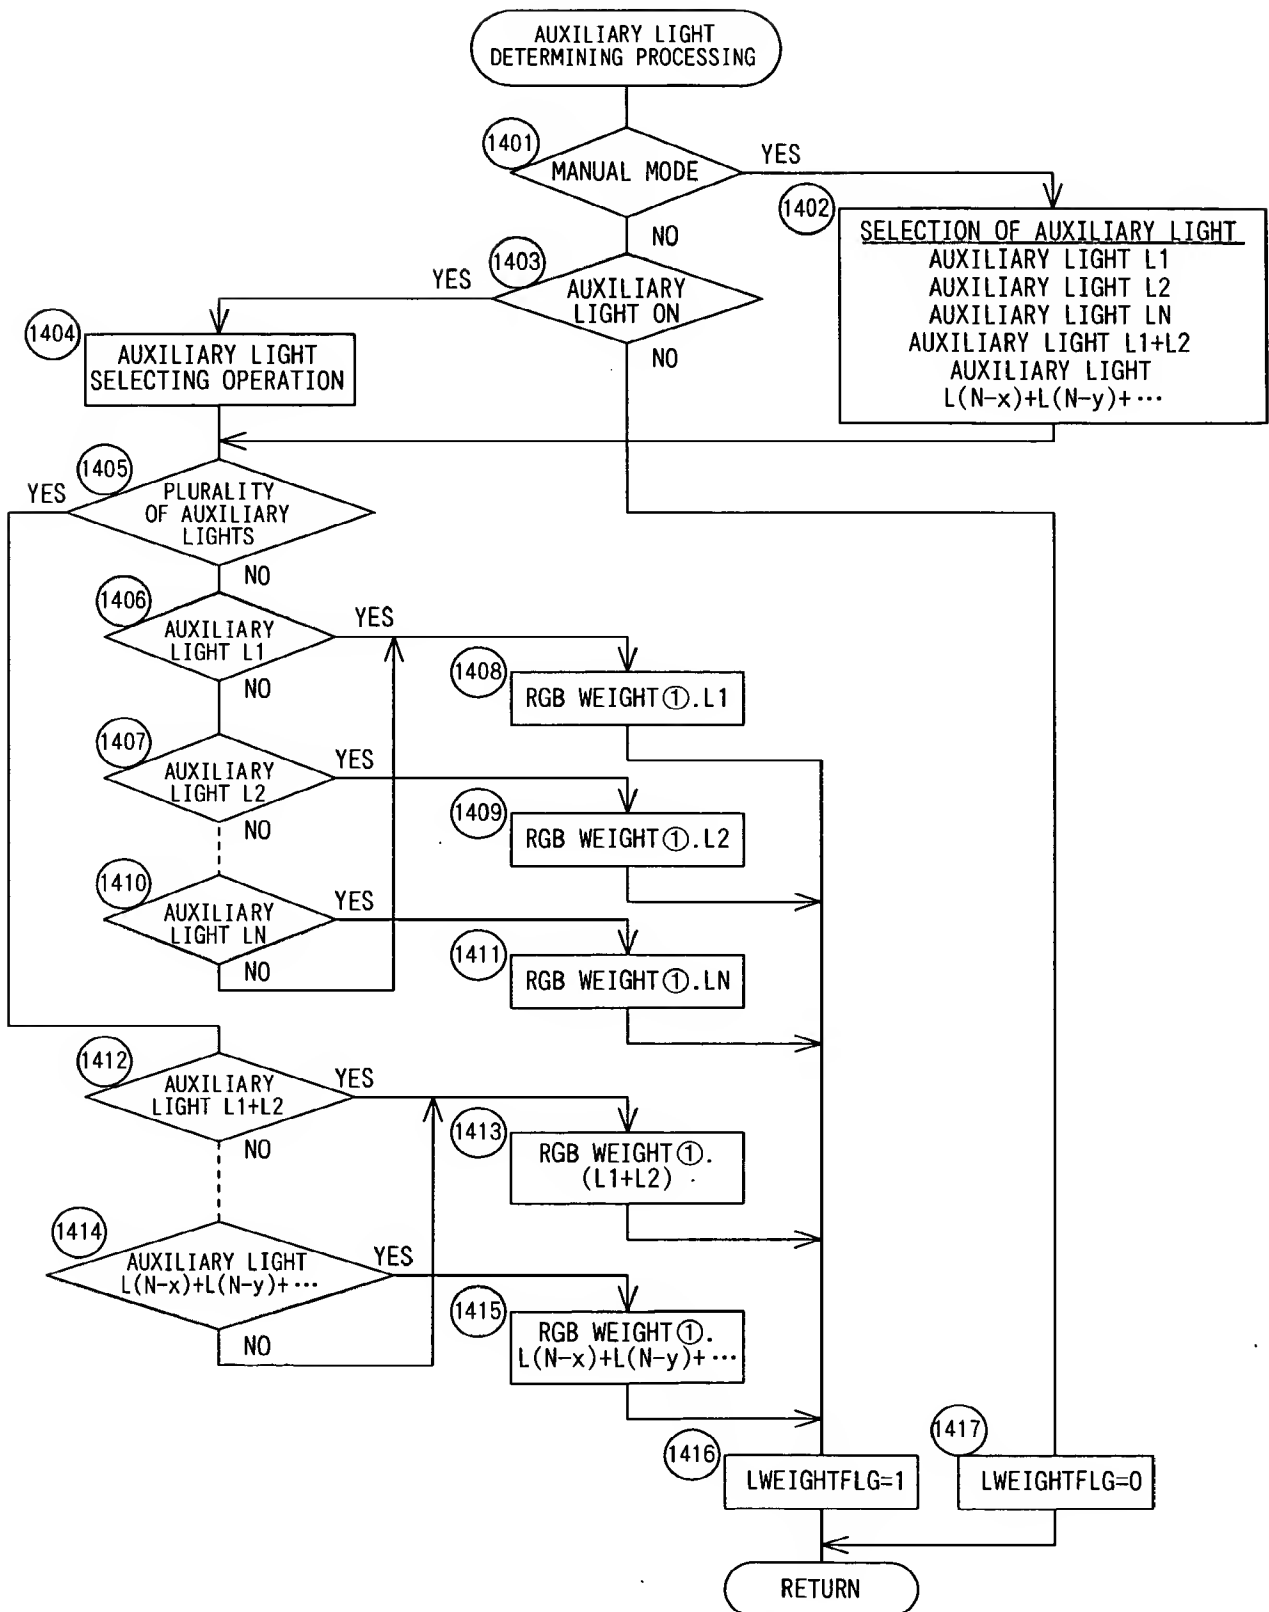 AUXILIARY LIGHT
DETERMINING PROCESSING
1401
MANUAL MODE
YES
NO
1402
SELECTION OF AUXILIARY LIGHT
AUXILIARY LIGHT L1
AUXILIARY LIGHT L2
AUXILIARY LIGHT LN
AUXILIARY LIGHT L1+L2
AUXILIARY LIGHT
L(N-x)+L(N-y)+···
1403
AUXILIARY
LIGHT ON
YES
NO
1404
AUXILIARY LIGHT
SELECTING OPERATION
1405
PLURALITY
OF AUXILIARY
LIGHTS
YES
NO
1406
AUXILIARY
LIGHT L1
YES
NO
1408
RGB WEIGHT①.L1
1407
AUXILIARY
LIGHT L2
YES
NO
1409
RGB WEIGHT①.L2
1410
AUXILIARY
LIGHT LN
YES
NO
1411
RGB WEIGHT①.LN
1412
AUXILIARY
LIGHT L1+L2
YES
NO
1413
RGB WEIGHT①.
(L1+L2)
1414
AUXILIARY LIGHT
L(N-x)+L(N-y)+···
YES
NO
1415
RGB WEIGHT①.
L(N-x)+L(N-y)+···
1416
LWEIGHTFLG=1
1417
LWEIGHTFLG=0
RETURN